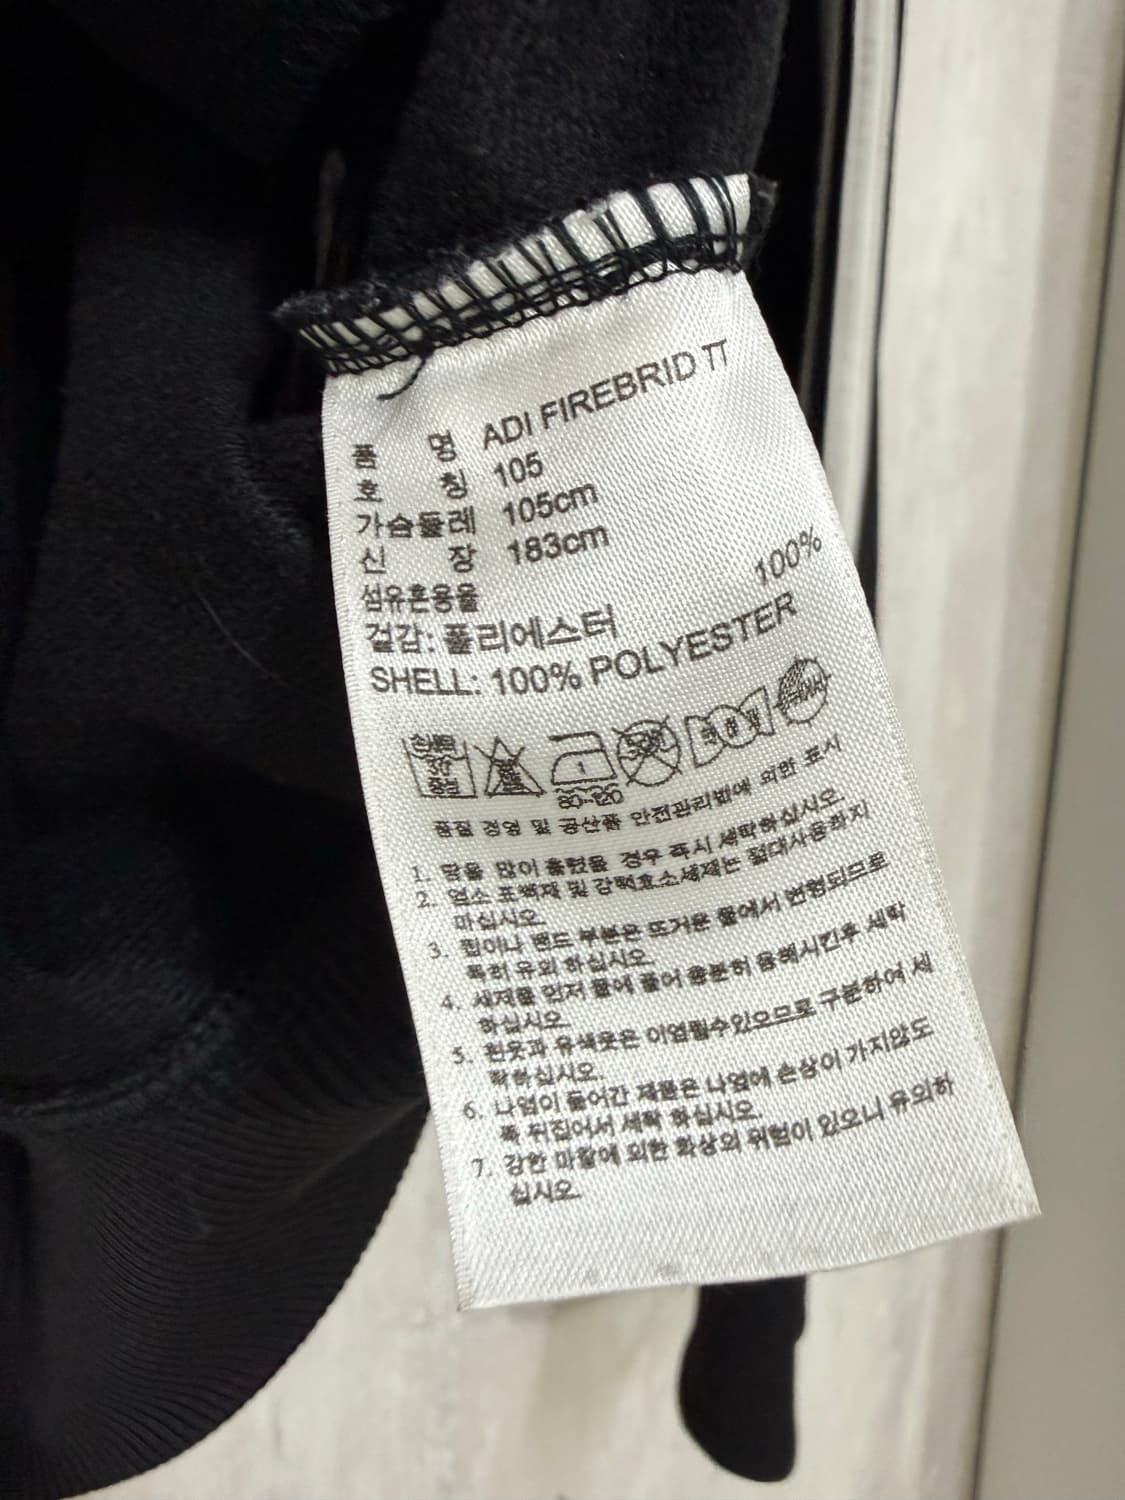 품 명 ADI FIREBRID TT
호 칭 105
가슴둘레 105cm
신 장 183cm
섬유혼용율
겉감: 폴리에스터 100%
SHELL: 100% POLYESTER
80~120
품질 경영 및 공산품 안전관리법에 의한 표시
1. 땀을 많이 흘렸을 경우 즉시 세탁하십시오.
2. 염소 표백제 및 강력효소세제는 절대사용하지
마십시오.
3. 힙이나 밴드 부분은 뜨거운 물에서 변형되므로
특히 유의 하십시오.
4. 세제를 먼저 물에 풀어 충분히 용해시킨후 세탁
하십시오.
5. 흰옷과 유색옷은 이염될수있으므로 구분하여 세
탁하십시오.
6. 나염이 들어간 제품은 나염에 손상이 가지않도
록 뒤집어서 세탁 하십시오.
7. 강한 마찰에 의한 화상의 위험이 있으니 유의하
십시오.